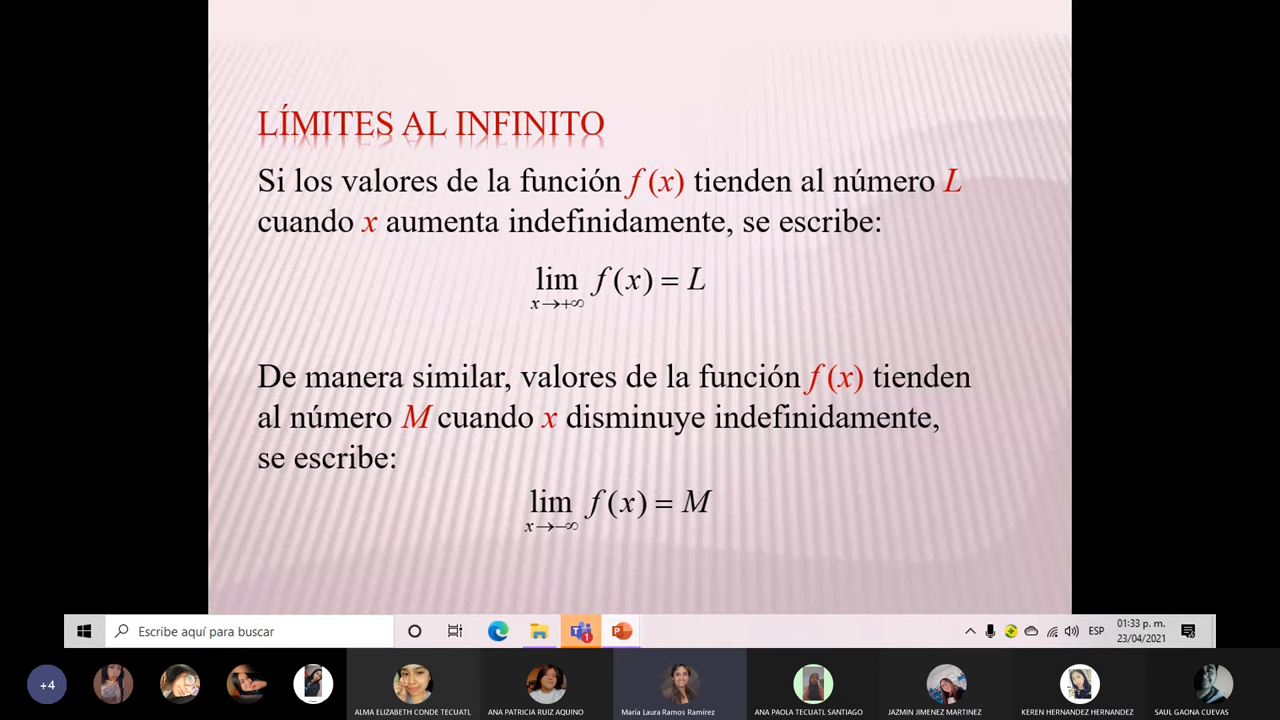 LÍMITES AL INFINITO
Si los valores de la función f (x) tienden al número L
cuando x aumenta indefinidamente, se escribe:
lim f (x) = L
x→+∞
De manera similar, valores de la función f (x) tienden
al número M cuando x disminuye indefinidamente,
se escribe:
lim f (x) = M
x→−∞
Escribe aquí para buscar
1
ESP
01:33 p. m.
23/04/2021
+4
ALMA ELIZABETH CONDE TECUATL
ANA PATRICIA RUIZ AQUINO
María Laura Ramos Ramírez
ANA PAOLA TECUATL SANTIAGO
JAZMIN JIMENEZ MARTINEZ
KEREN HERNANDEZ HERNANDEZ
SAUL GAONA CUEVAS